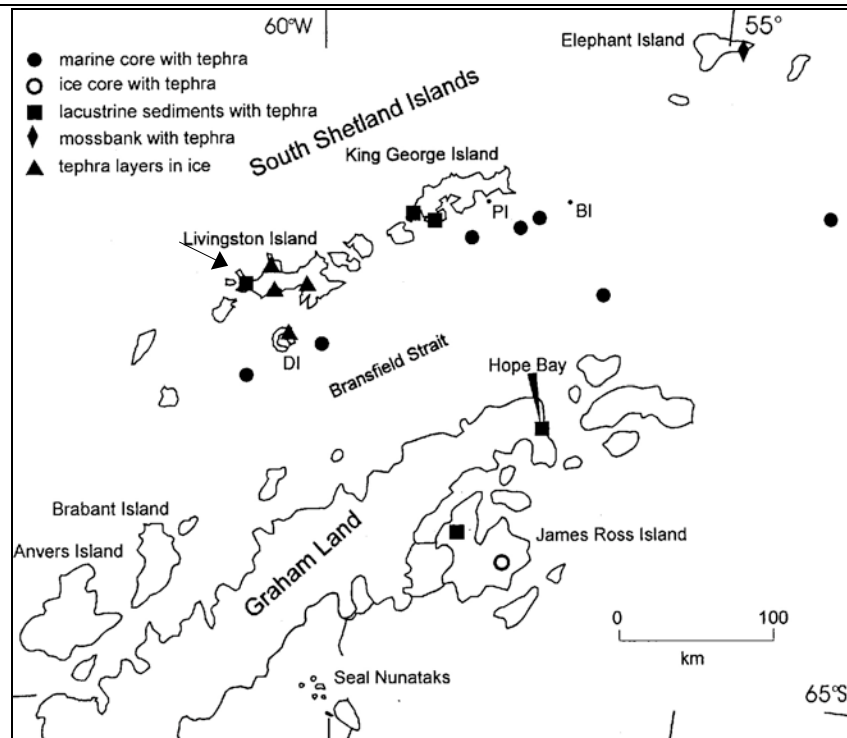 60°W
55°
Elephant Island
marine core with tephra
ice core with tephra
lacustrine sediments with tephra
mossbank with tephra
tephra layers in ice
South Shetland Islands
King George Island
PI
BI
Livingston Island
DI
Bransfield Strait
Hope Bay
Brabant Island
Anvers Island
Graham Land
James Ross Island
0 100
km
Seal Nunataks
65°S